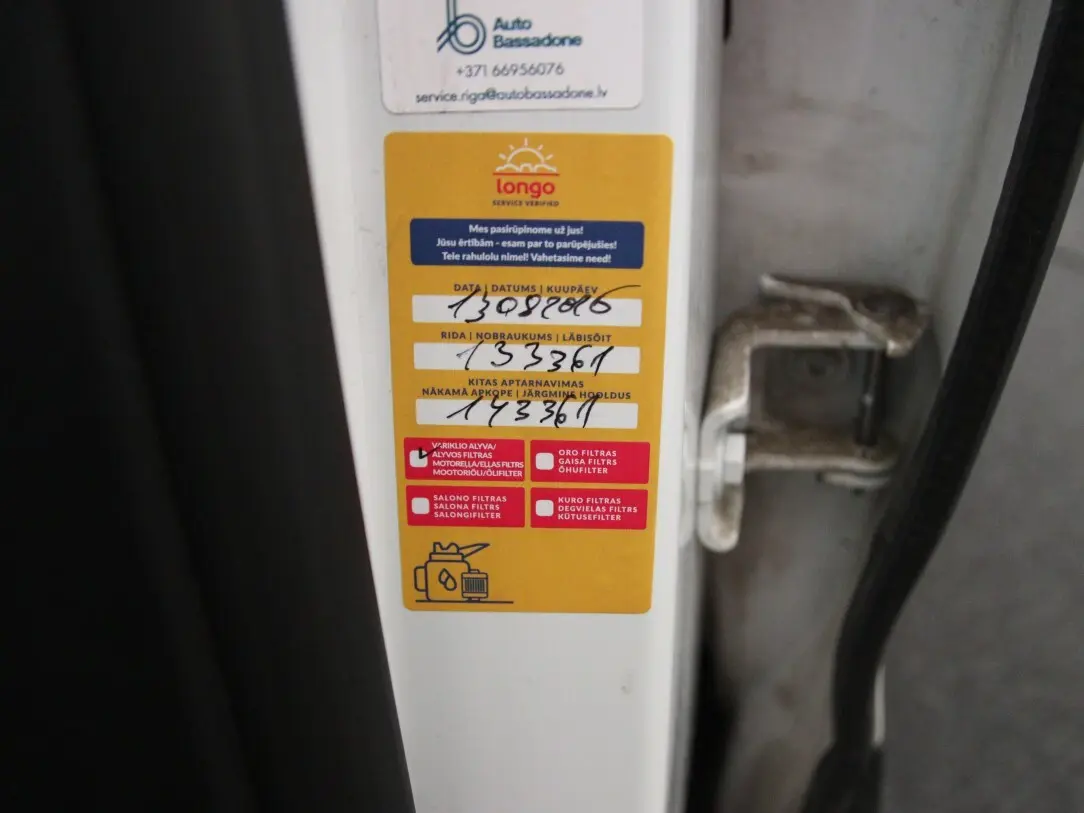 Auto
Bassadone
+371 66956076
service.riga@autobassadone.lv
longo
SERVICE VERIFIED
Mes pasirūpinome už jus!
Jūsu ērtībām - esam par to parūpējušies!
Teie rahulolu nimel! Vahetasime need!
DATA | DATUMS | KUUPÄEV
RIDA | NOBRAUKUMS | LÄBISÕIT
133361
KITAS APTARNAVIMAS
NĀKAMĀ APKOPE | JÄRGMINE HOOLDUS
143361
VARIKLIO ALYVA/
ALYVOS FILTRAS
MOTOREĻĻA/EĻĻAS FILTRS
MOOTORIÕLI/ÕLIFILTER
ORO FILTRAS
GAISA FILTRS
ÕHUFILTER
SALONO FILTRAS
SALONA FILTRS
SALONGIFILTER
KURO FILTRAS
DEGVIELAS FILTRS
KÜTUSEFILTER